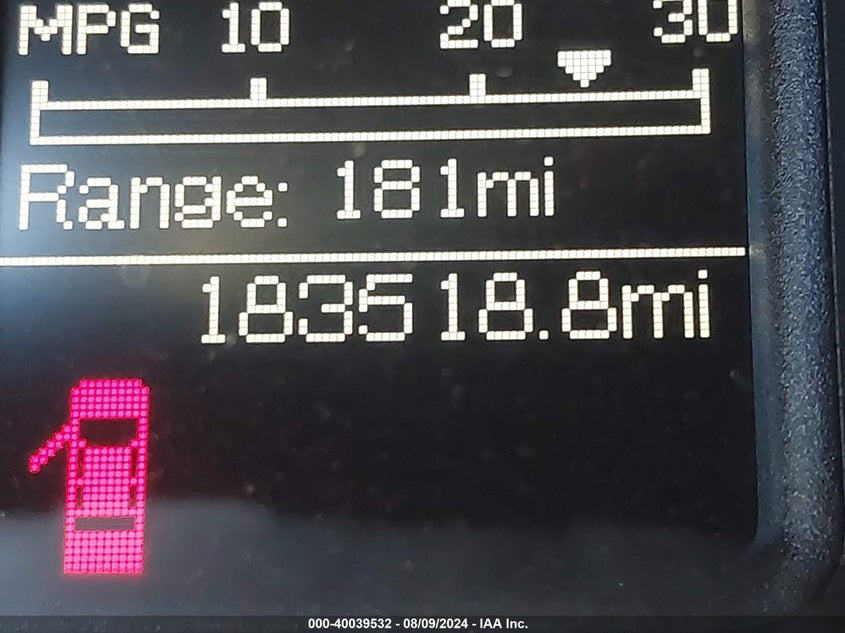 MPG 10 20 30
Range: 181mi
183518.8mi
000-40039532 - 08/09/2024 - IAA Inc.